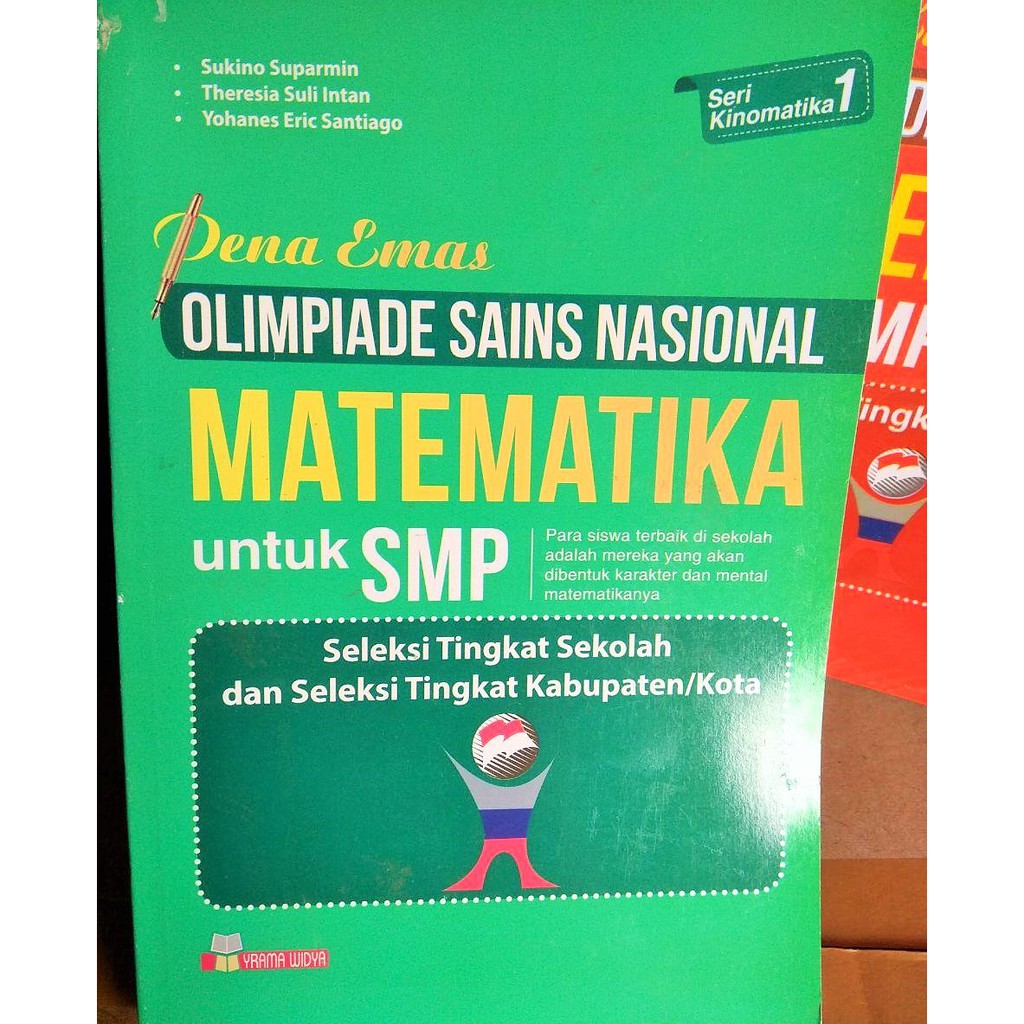 • Sukino Suparmin
• Theresia Suli Intan
• Yohanes Eric Santiago
Seri
Kinomatika 1
Pena Emas
OLIMPIADE SAINS NASIONAL
MATEMATIKA
untuk SMP
Para siswa terbaik di sekolah
adalah mereka yang akan
dibentuk karakter dan mental
matematikanya
Seleksi Tingkat Sekolah
dan Seleksi Tingkat Kabupaten/Kota
YRAMA WIDYA